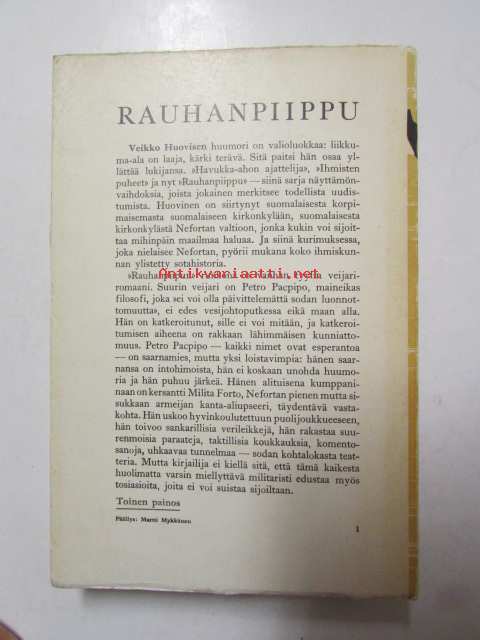 RAUHANPIIPPU
Veikko Huovisen huumori on valioluokkaa: liikku-
ma-ala on laaja, kärki terävä. Sitä paitsi hän osaa yl-
lättää lukijansa. »Havukka-ahon ajattelija», »Ihmisten
puheet» ja nyt »Rauhanpiippu» — siinä sarja näyttämön-
vaihdoksia, joista jokainen merkitsee todellista uudis-
tumista. Huovinen on siirtynyt suomalaisesta korpi-
maisemasta suomalaiseen kirkonkylään, suomalaisesta
kirkonkylästä Nefortan valtioon, jonka kukin voi sijoit-
taa mihinpäin maailmaa haluaa. Ja siinä kurimuksessa,
joka nielaisee Nefortan, pyörii mukana koko ihmiskun-
nan ylistetty sotahistoria.
»Rauhanpiippu» vanhan tyylin veijari-
Antikvariaatti.net
romaani. Suurin veijari on Petro Pacpipo, maineikas
filosofi, joka sei voi olla päivittelemättä sodan luonnot-
tomuutta», ei edes vesijohtoputkessa eikä maan alla.
Hän on katkeroitunut, sille ei voi mitään, ja katkeroi-
tumisen aiheena on rakkaan lähimmäisen kunniatto-
muus. Petro Pacpipo — kaikki nimet ovat esperantoa
— on saarnamies, mutta yksi loistavimpia: hänen saar-
nansa on intohimoista, hän ei koskaan unohda huumo-
ria ja hän puhuu järkeä. Hänen alituisena kumppani-
naan on kersantti Milita Forto, Nefortan pienen mutta si-
sukkaan armeijan kanta-aliupseeri, täydentävä vasta-
kohta. Hän uskoo hyvinkoulutettuun puolijoukkueeseen,
hän toivoo sankarillisia verileikkejä, hän rakastaa suu-
renmoisia paraateja, taktillisia koukkauksia, komento-
sanoja, uhkaavaa tunnelmaa — sodan kohtalokasta teat-
teria. Mutta kirjailija ei kiellä sitä, että tämä kaikesta
huolimatta varsin miellyttävä militaristi edustaa myös
tosiasioita, joita ei voi suistaa sijoiltaan.
Toinen painos
Päällys: Martti Mykkänen
1